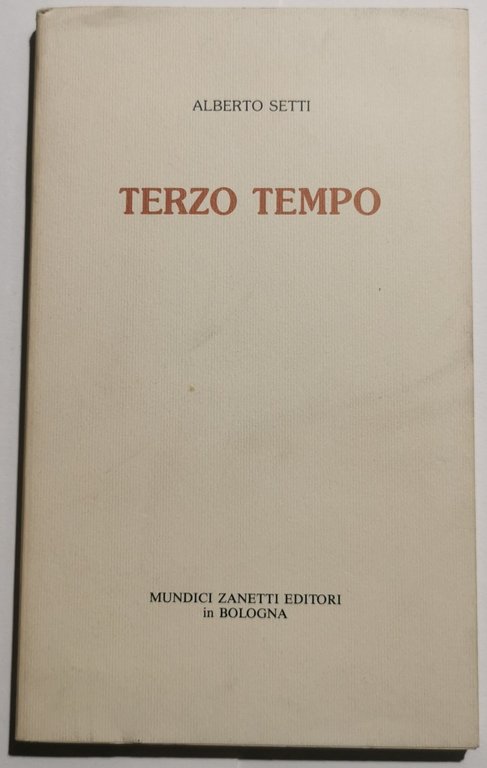 ALBERTO SETTI
TERZO TEMPO
MUNDICI ZANETTI EDITORI
in BOLOGNA